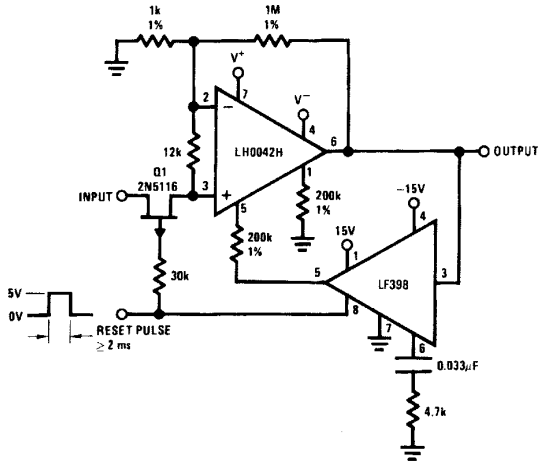 1k
1%
1M
1%
V+
7
V−
4
2
−
12k
LH0042H
6
OUTPUT
Q1
2N5116
1
INPUT
3
+
5
200k
1%
−15V
4
200k
1%
15V
1
5
LF398
3
30k
8
5V
0V
RESET PULSE
≥ 2 ms
7
6
0.033µF
4.7k